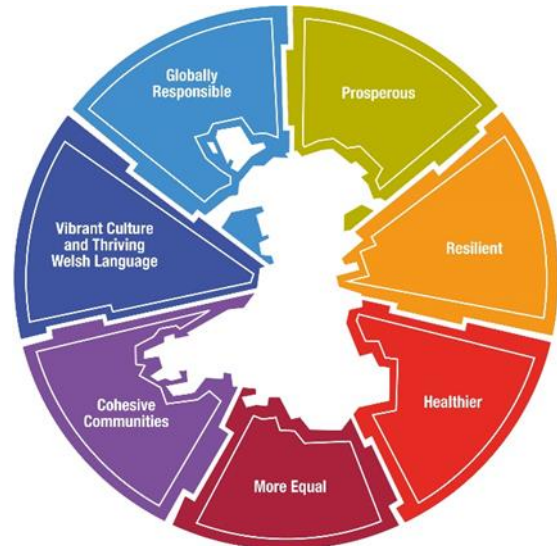 Globally
Responsible
Prosperous
Resilient
Healthier
More Equal
Cohesive
Communities
Vibrant Culture
and Thriving
Welsh Language